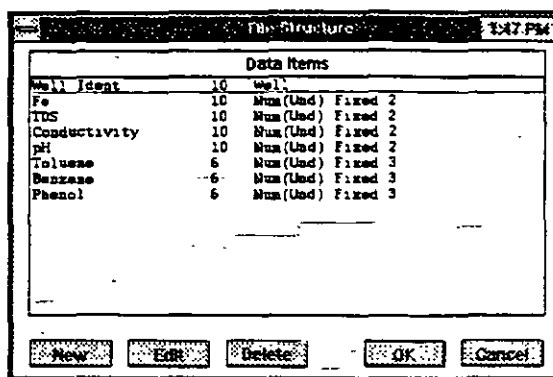 File Structure 3:47 PM
Data Items
Well Ident 10 Well
Fe 10 Num(Und) Fixed 2
TDS 10 Num(Und) Fixed 2
Conductivity 10 Num(Und) Fixed 2
pH 10 Num(Und) Fixed 2
Toluene 6 Num(Und) Fixed 3
Benzene 6 Num(Und) Fixed 3
Phenol 6 Num(Und) Fixed 3
New Edit Delete OK Cancel